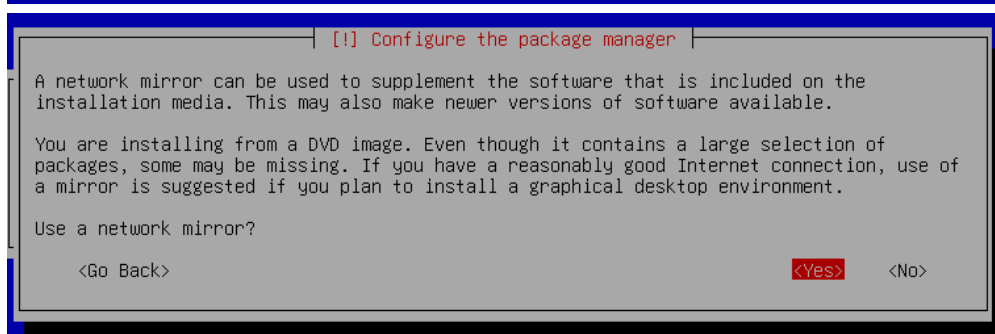 [!] Configure the package manager
A network mirror can be used to supplement the software that is included on the
installation media. This may also make newer versions of software available.
You are installing from a DVD image. Even though it contains a large selection of
packages, some may be missing. If you have a reasonably good Internet connection, use of
a mirror is suggested if you plan to install a graphical desktop environment.
Use a network mirror?
<Go Back> <Yes> <No>